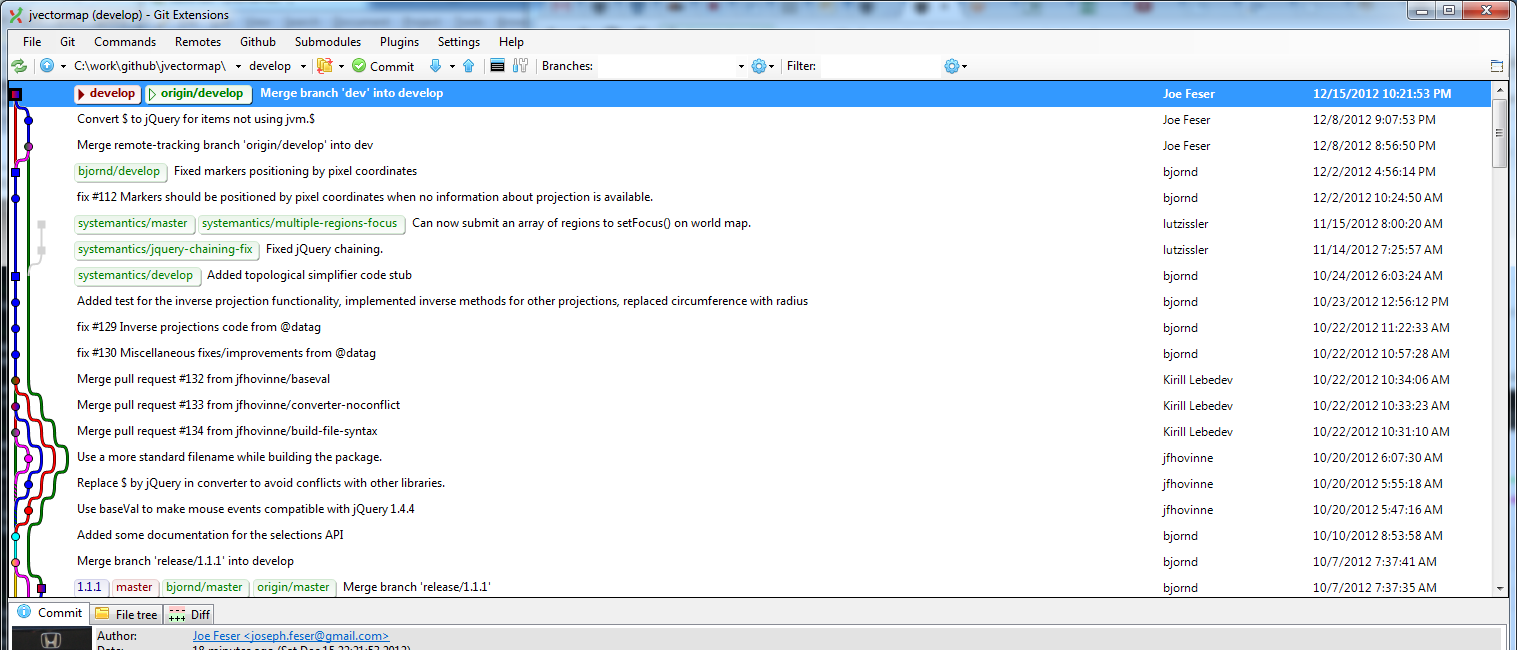 jvectormap (develop) - Git Extensions
File Git Commands Remotes Github Submodules Plugins Settings Help
C:\work\github\jvectormap\ develop Commit Branches: Filter:
develop origin/develop Merge branch 'dev' into develop Joe Feser 12/15/2012 10:21:53 PM
Convert $ to jQuery for items not using jvm.$ Joe Feser 12/8/2012 9:07:53 PM
Merge remote-tracking branch 'origin/develop' into dev Joe Feser 12/8/2012 8:56:50 PM
bjornd/develop Fixed markers positioning by pixel coordinates bjornd 12/2/2012 4:56:14 PM
fix #112 Markers should be positioned by pixel coordinates when no information about projection is available. bjornd 12/2/2012 10:24:50 AM
systemantics/master systemantics/multiple-regions-focus Can now submit an array of regions to setFocus() on world map. lutzissler 11/15/2012 8:00:20 AM
systemantics/jquery-chaining-fix Fixed jQuery chaining. lutzissler 11/14/2012 7:25:57 AM
systemantics/develop Added topological simplifier code stub bjornd 10/24/2012 6:03:24 AM
Added test for the inverse projection functionality, implemented inverse methods for other projections, replaced circumference with radius bjornd 10/23/2012 12:56:12 PM
fix #129 Inverse projections code from @datag bjornd 10/22/2012 11:22:33 AM
fix #130 Miscellaneous fixes/improvements from @datag bjornd 10/22/2012 10:57:28 AM
Merge pull request #132 from jfhovinne/baseval Kirill Lebedev 10/22/2012 10:34:06 AM
Merge pull request #133 from jfhovinne/converter-noconflict Kirill Lebedev 10/22/2012 10:33:23 AM
Merge pull request #134 from jfhovinne/build-file-syntax Kirill Lebedev 10/22/2012 10:31:10 AM
Use a more standard filename while building the package. jfhovinne 10/20/2012 6:07:30 AM
Replace $ by jQuery in converter to avoid conflicts with other libraries. jfhovinne 10/20/2012 5:55:18 AM
Use baseVal to make mouse events compatible with jQuery 1.4.4 jfhovinne 10/20/2012 5:47:16 AM
Added some documentation for the selections API bjornd 10/10/2012 8:53:58 AM
Merge branch 'release/1.1.1' into develop bjornd 10/7/2012 7:37:41 AM
1.1.1 master bjornd/master origin/master Merge branch 'release/1.1.1' bjornd 10/7/2012 7:37:35 AM
Commit File tree Diff
Author: Joe Feser <joseph.feser@gmail.com>
Date: 18 minutes ago (Sat Dec 15 22:21:53 2012)